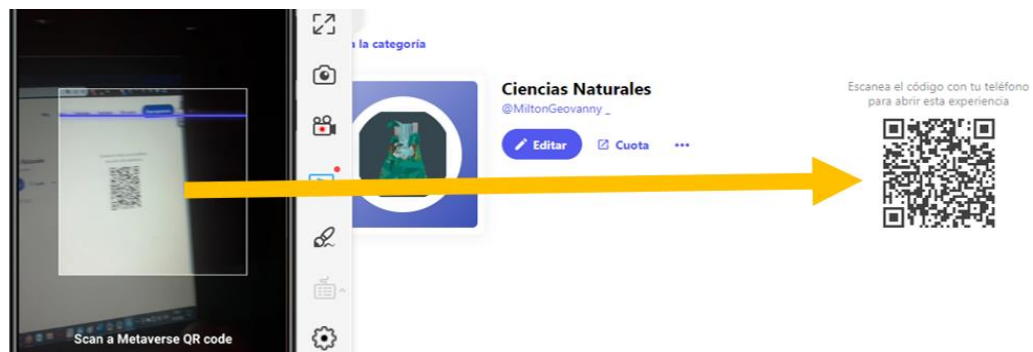 a la categoría
Ciencias Naturales
@MiltonGeovanny _
Editar
Cuota
Escanea el código con tu teléfono
para abrir esta experiencia
Scan a Metaverse QR code